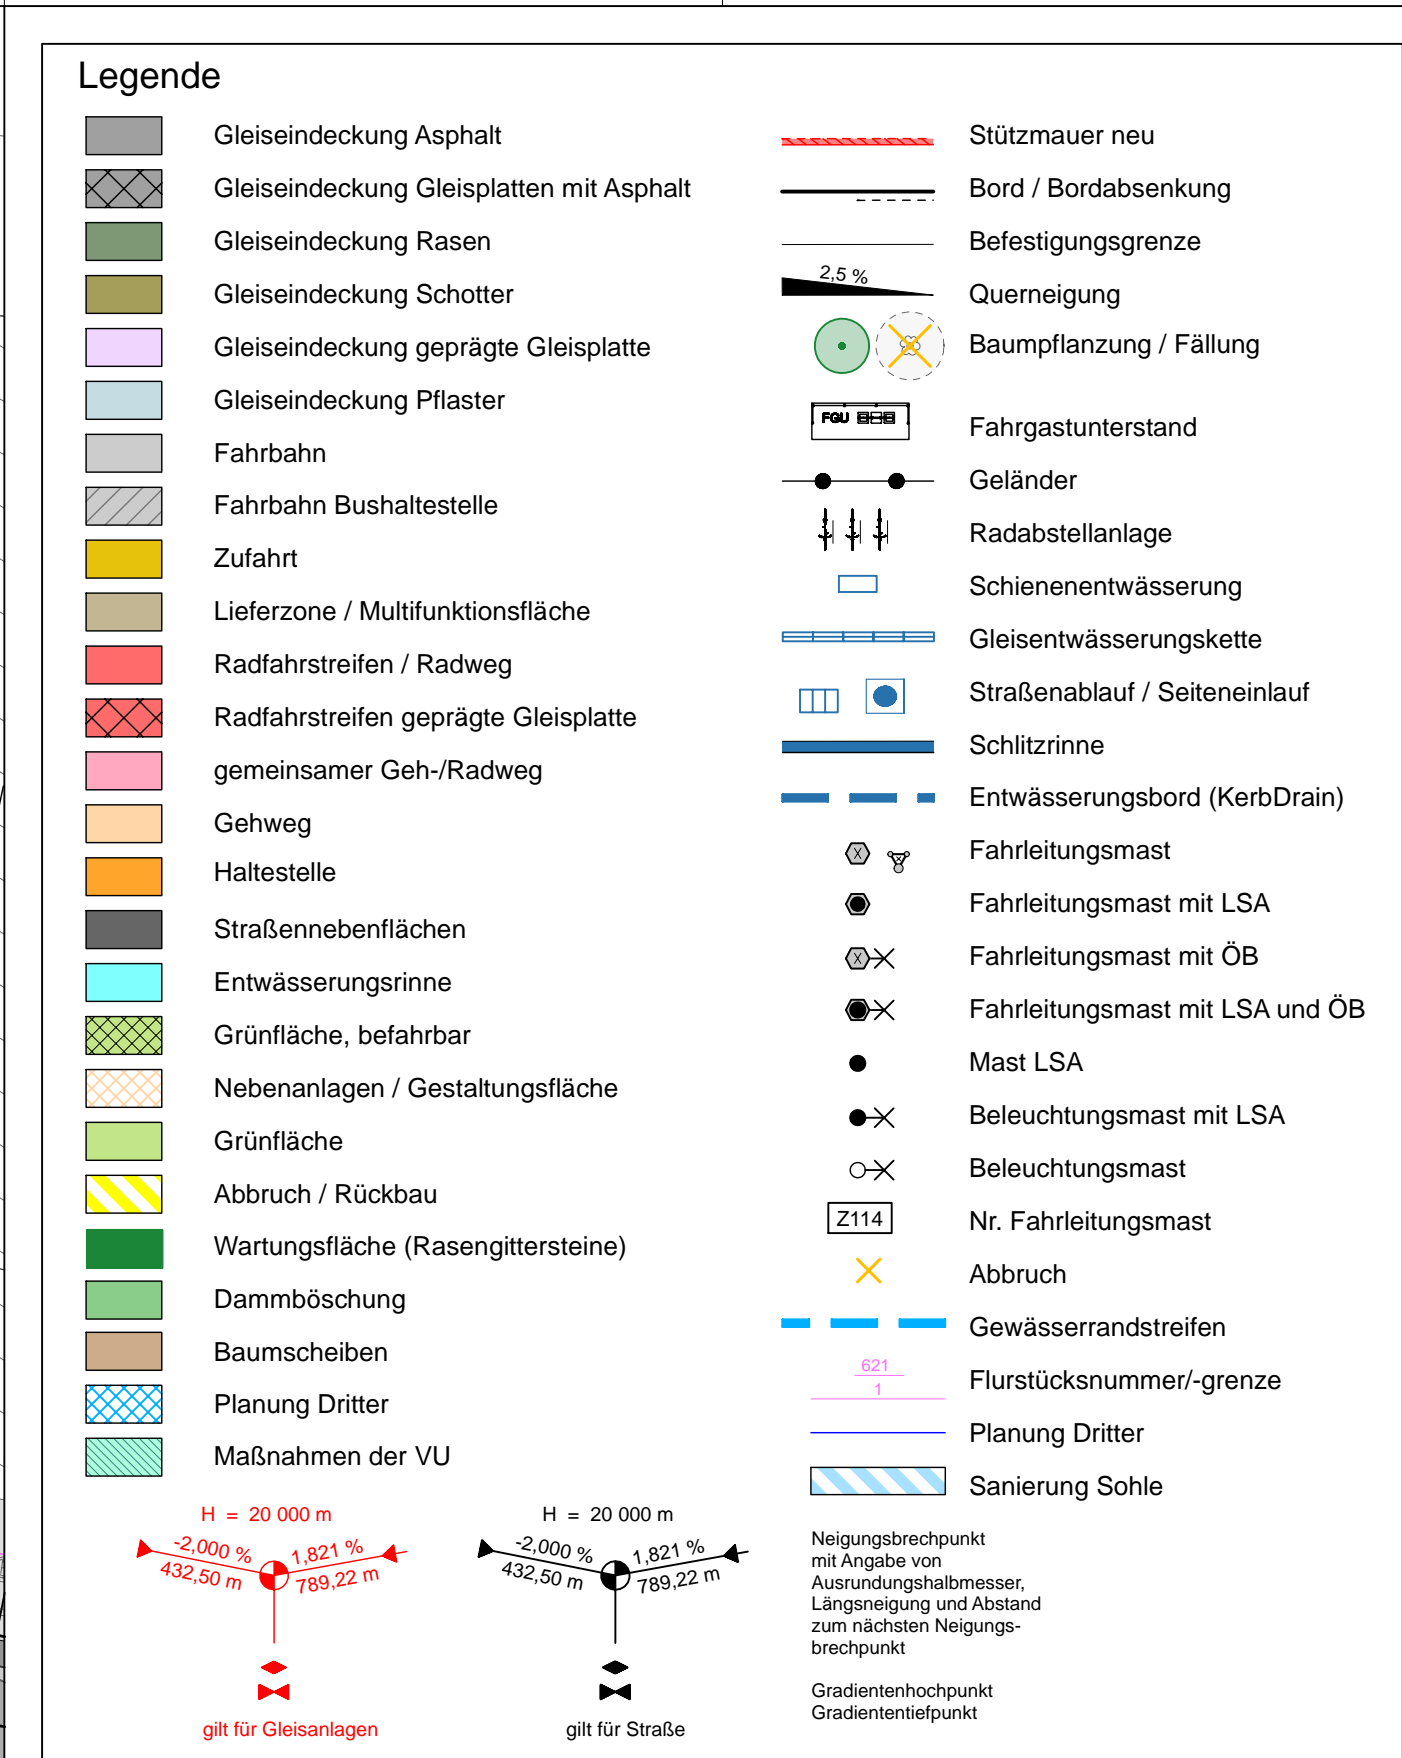 Legende
Gleiseindeckung Asphalt
Gleiseindeckung Gleisplatten mit Asphalt
Gleiseindeckung Rasen
Gleiseindeckung Schotter
Gleiseindeckung geprägte Gleisplatte
Gleiseindeckung Pflaster
Fahrbahn
Fahrbahn Bushaltestelle
Zufahrt
Lieferzone / Multifunktionsfläche
Radfahrstreifen / Radweg
Radfahrstreifen geprägte Gleisplatte
gemeinsamer Geh-/Radweg
Gehweg
Haltestelle
Straßennebenflächen
Entwässerungsrinne
Grünfläche, befahrbar
Nebenanlagen / Gestaltungsfläche
Grünfläche
Abbruch / Rückbau
Wartungsfläche (Rasengittersteine)
Dammböschung
Baumscheiben
Planung Dritter
Maßnahmen der VU
Stützmauer neu
Bord / Bordabsenkung
Befestigungsgrenze
2,5 %
Querneigung
Baumpflanzung / Fällung
FGU
Fahrgastunterstand
Geländer
Radabstellanlage
Schienenentwässerung
Gleisentwässerungskette
Straßenablauf / Seiteneinlauf
Schlitzrinne
Entwässerungsbord (KerbDrain)
Fahrleitungsmast
Fahrleitungsmast mit LSA
Fahrleitungsmast mit ÖB
Fahrleitungsmast mit LSA und ÖB
Mast LSA
Beleuchtungsmast mit LSA
Beleuchtungsmast
Z114
Nr. Fahrleitungsmast
Abbruch
Gewässerrandstreifen
621
1
Flurstücksnummer/-grenze
Planung Dritter
Sanierung Sohle
H = 20 000 m
-2,000 % 1,821 %
432,50 m 789,22 m
gilt für Gleisanlagen
H = 20 000 m
-2,000 % 1,821 %
432,50 m 789,22 m
gilt für Straße
Neigungsbrechpunkt
mit Angabe von
Ausrundungshalbmesser,
Längsneigung und Abstand
zum nächsten Neigungs-
brechpunkt
Gradientenhochpunkt
Gradiententiefpunkt